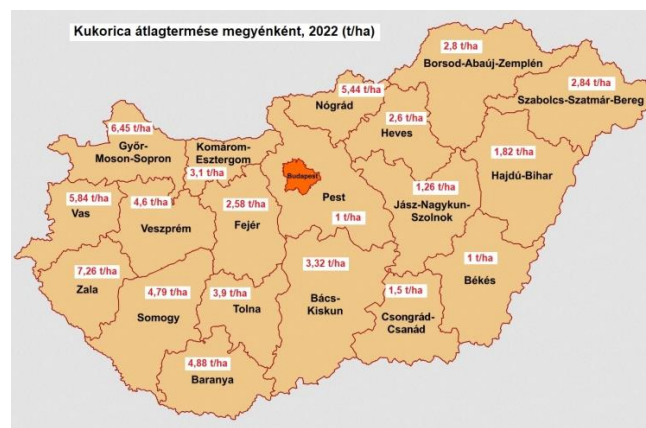 Kukorica átlagtermése megyénként, 2022 (t/ha)
2,8 t/ha
Borsod-Abaúj-Zemplén
2,84 t/ha
Szabolcs-Szatmár-Bereg
5,44 t/ha
Nógrád
2,6 t/ha
Heves
6,45 t/ha
Győr-
Moson-Sopron
Komárom-
Esztergom
3,1 t/ha
1,82 t/ha
Hajdú-Bihar
Budapest
5,84 t/ha
Vas
4,6 t/ha
Veszprém
2,58 t/ha
Fejér
Pest
1 t/ha
1,26 t/ha
Jász-Nagykun-
Szolnok
7,26 t/ha
Zala
4,79 t/ha
Somogy
3,9 t/ha
Tolna
3,32 t/ha
Bács-
Kiskun
1,5 t/ha
Csongrád-
Csanád
1 t/ha
Békés
4,88 t/ha
Baranya